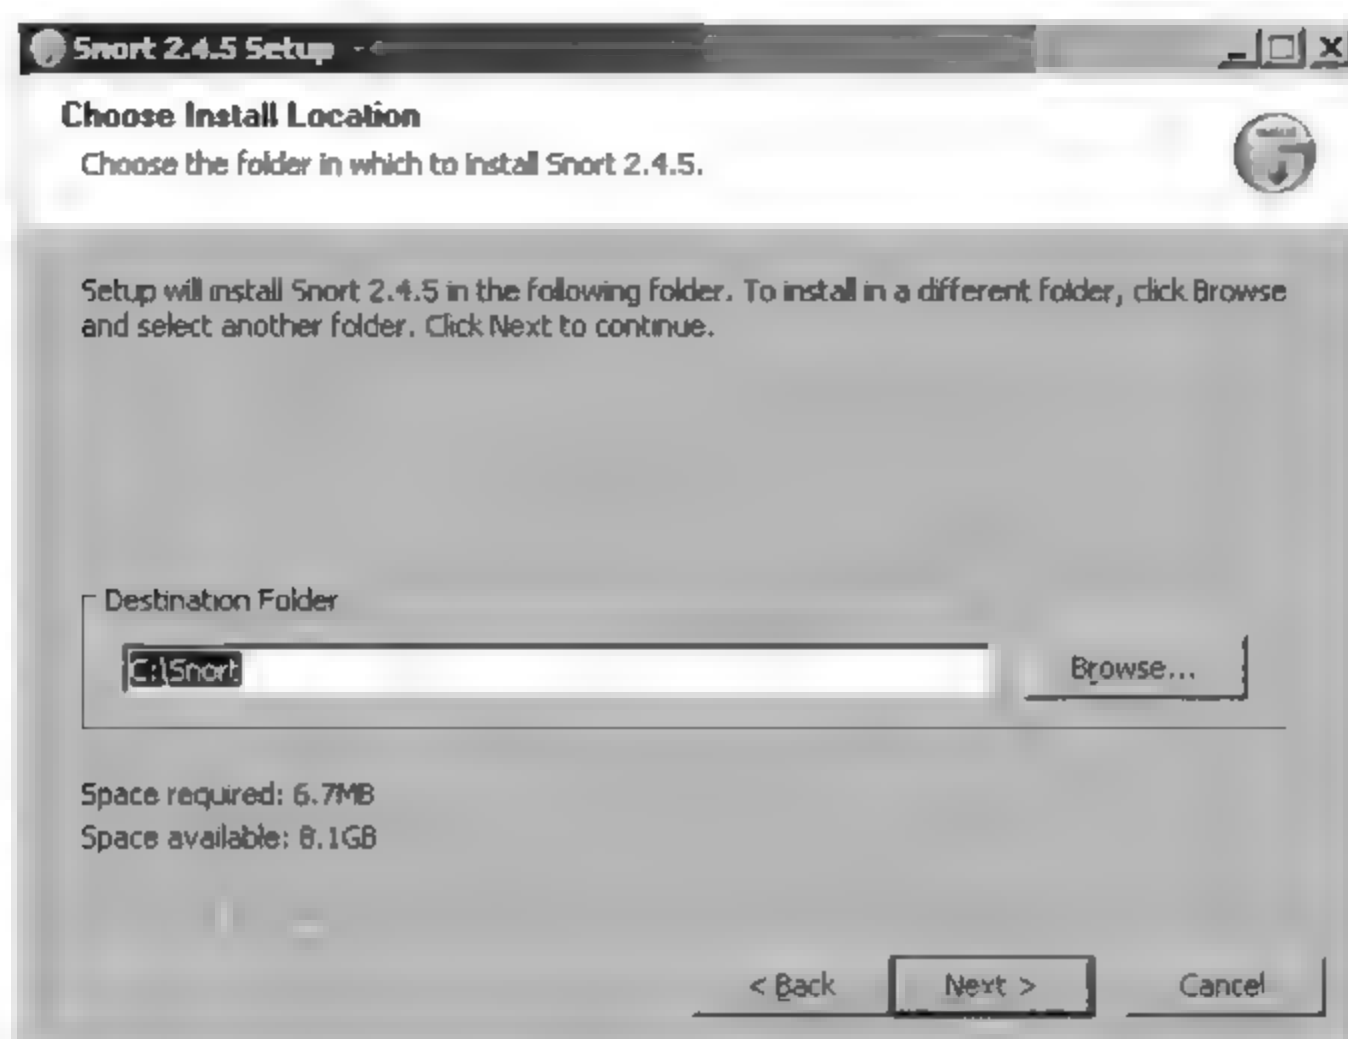 Snort 2.4.5 Setup
Choose Install Location
Choose the folder in which to install Snort 2.4.5.
Setup will install Snort 2.4.5 in the following folder. To install in a different folder, click Browse
and select another folder. Click Next to continue.
Destination Folder
C:\Snort
Browse...
Space required: 6.7MB
Space available: 8.1GB
< Back
Next >
Cancel